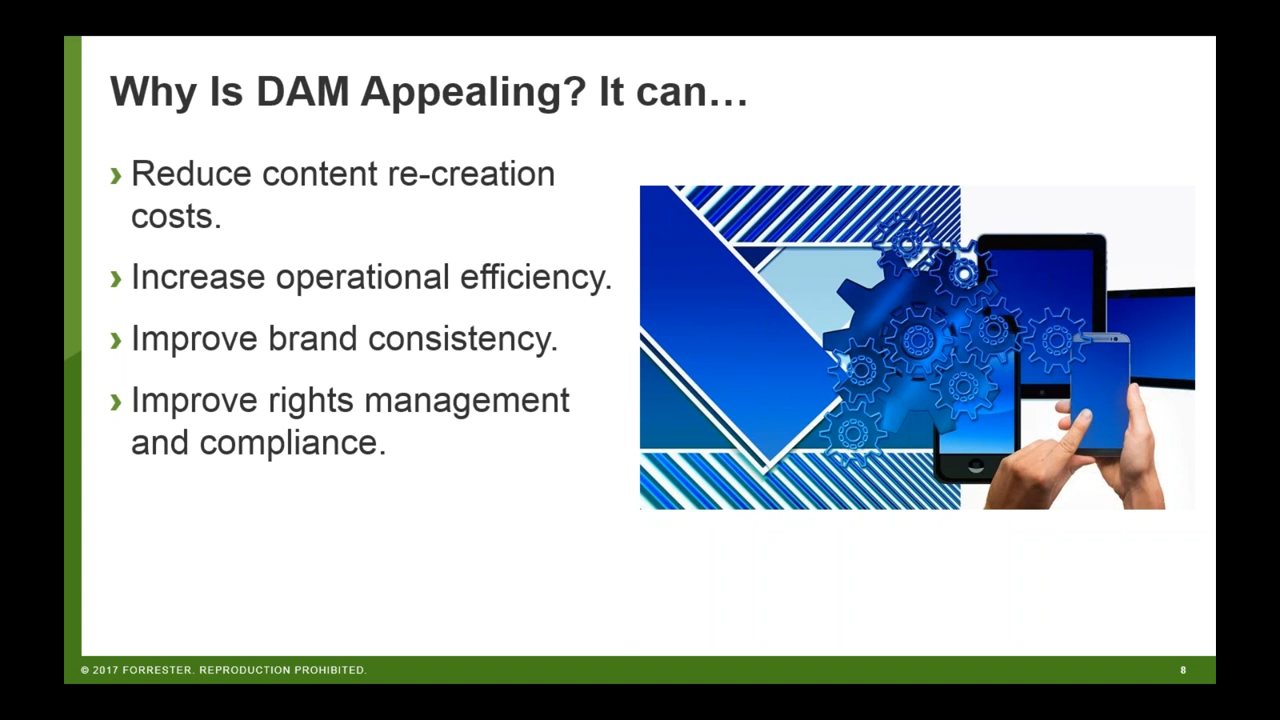 Why Is DAM Appealing? It can…
› Reduce content re-creation
costs.
› Increase operational efficiency.
› Improve brand consistency.
› Improve rights management
and compliance.
© 2017 FORRESTER. REPRODUCTION PROHIBITED.
8